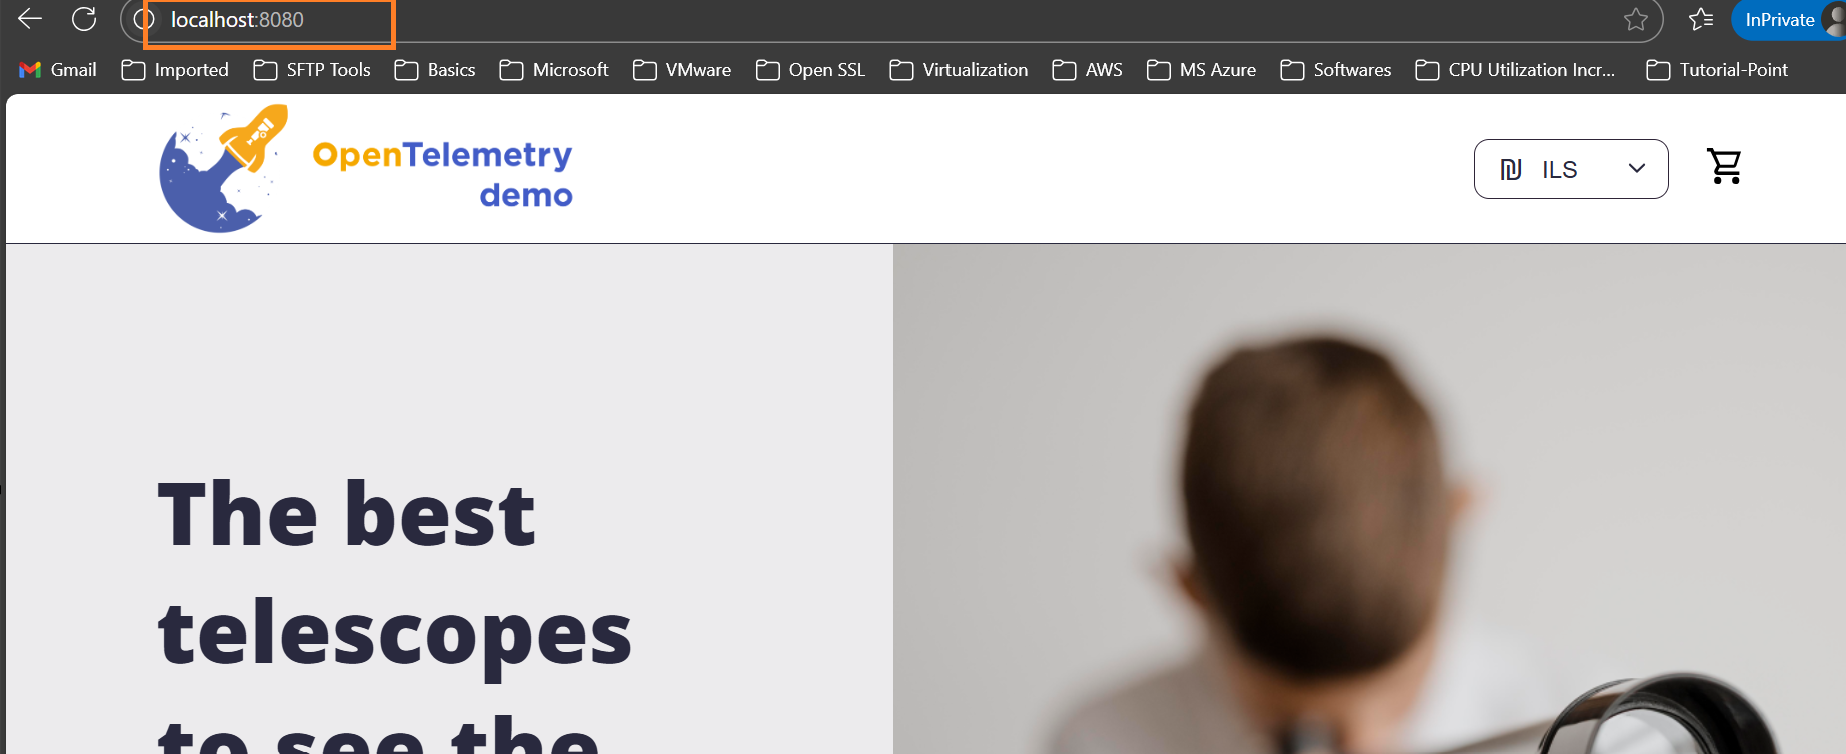 localhost:8080
InPrivate
Gmail Imported SFTP Tools Basics Microsoft VMware Open SSL Virtualization AWS MS Azure Softwares CPU Utilization Incr... Tutorial-Point
OpenTelemetry
demo
₪ ILS
The best
telescopes
to see the